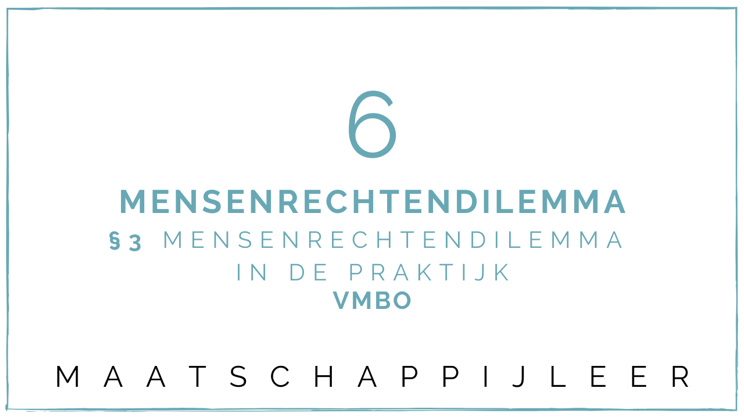 6
MENSENRECHTENDILEMMA
§ 3 MENSENRECHTENDILEMMA
IN DE PRAKTIJK
VMBO
MAATSCHAPPIJLEER